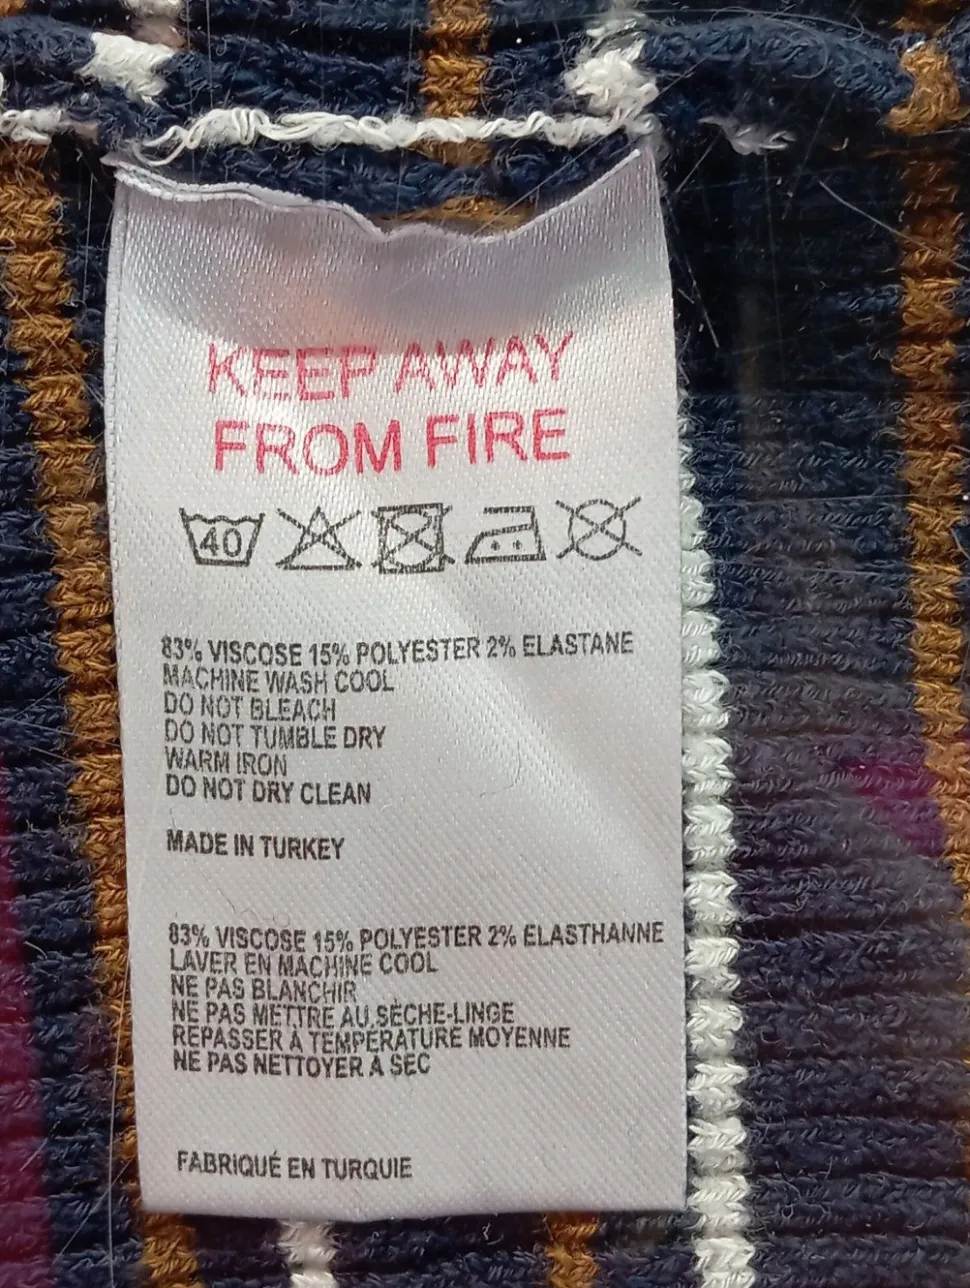 KEEP AWAY
FROM FIRE
40
83% VISCOSE 15% POLYESTER 2% ELASTANE
MACHINE WASH COOL
DO NOT BLEACH
DO NOT TUMBLE DRY
WARM IRON
DO NOT DRY CLEAN
MADE IN TURKEY
83% VISCOSE 15% POLYESTER 2% ELASTHANNE
LAVER EN MACHINE COOL
NE PAS BLANCHIR
NE PAS METTRE AU SÈCHE-LINGE
REPASSER À TEMPÉRATURE MOYENNE
NE PAS NETTOYER A SEC
FABRIQUÉ EN TURQUIE